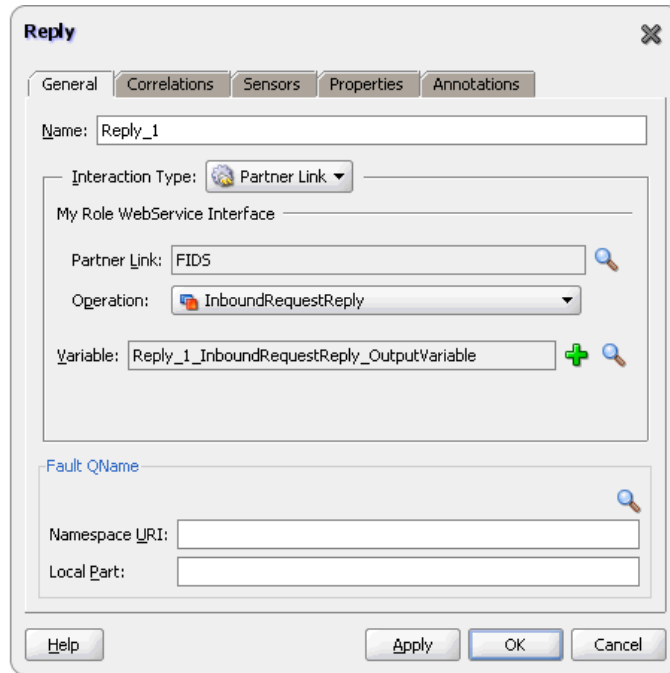 Reply
General Correlations Sensors Properties Annotations
Name: Reply_1
Interaction Type: Partner Link
My Role WebService Interface
Partner Link: FIDS
Operation: InboundRequestReply
Variable: Reply_1_InboundRequestReply_OutputVariable
Fault QName
Namespace URI:
Local Part:
Help Apply OK Cancel